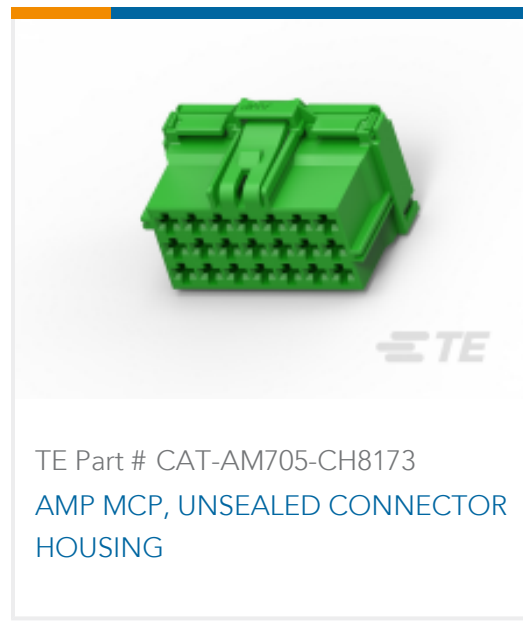 TE
TE Part # CAT-AM705-CH8173
AMP MCP, UNSEALED CONNECTOR
HOUSING